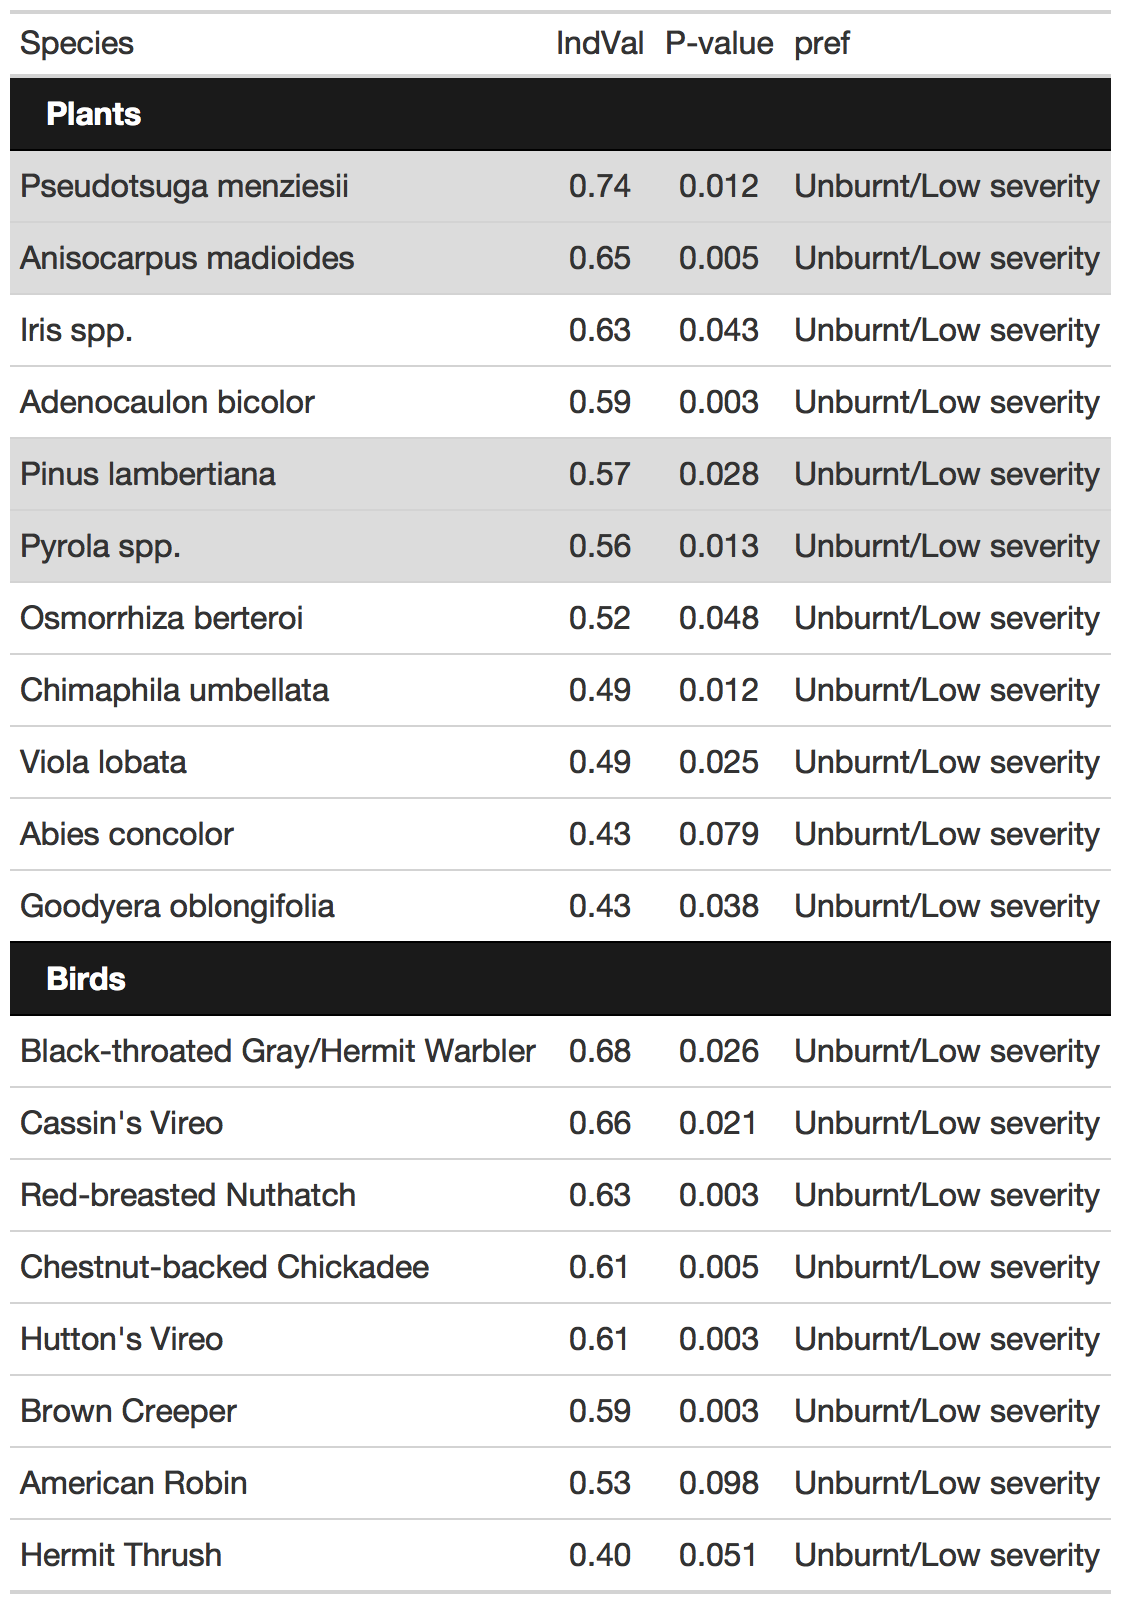 Species IndVal P-value pref
Plants
Pseudotsuga menziesii 0.74 0.012 Unburnt/Low severity
Anisocarpus madioides 0.65 0.005 Unburnt/Low severity
Iris spp. 0.63 0.043 Unburnt/Low severity
Adenocaulon bicolor 0.59 0.003 Unburnt/Low severity
Pinus lambertiana 0.57 0.028 Unburnt/Low severity
Pyrola spp. 0.56 0.013 Unburnt/Low severity
Osmorrhiza berteroi 0.52 0.048 Unburnt/Low severity
Chimaphila umbellata 0.49 0.012 Unburnt/Low severity
Viola lobata 0.49 0.025 Unburnt/Low severity
Abies concolor 0.43 0.079 Unburnt/Low severity
Goodyera oblongifolia 0.43 0.038 Unburnt/Low severity
Birds
Black-throated Gray/Hermit Warbler 0.68 0.026 Unburnt/Low severity
Cassin's Vireo 0.66 0.021 Unburnt/Low severity
Red-breasted Nuthatch 0.63 0.003 Unburnt/Low severity
Chestnut-backed Chickadee 0.61 0.005 Unburnt/Low severity
Hutton's Vireo 0.61 0.003 Unburnt/Low severity
Brown Creeper 0.59 0.003 Unburnt/Low severity
American Robin 0.53 0.098 Unburnt/Low severity
Hermit Thrush 0.40 0.051 Unburnt/Low severity